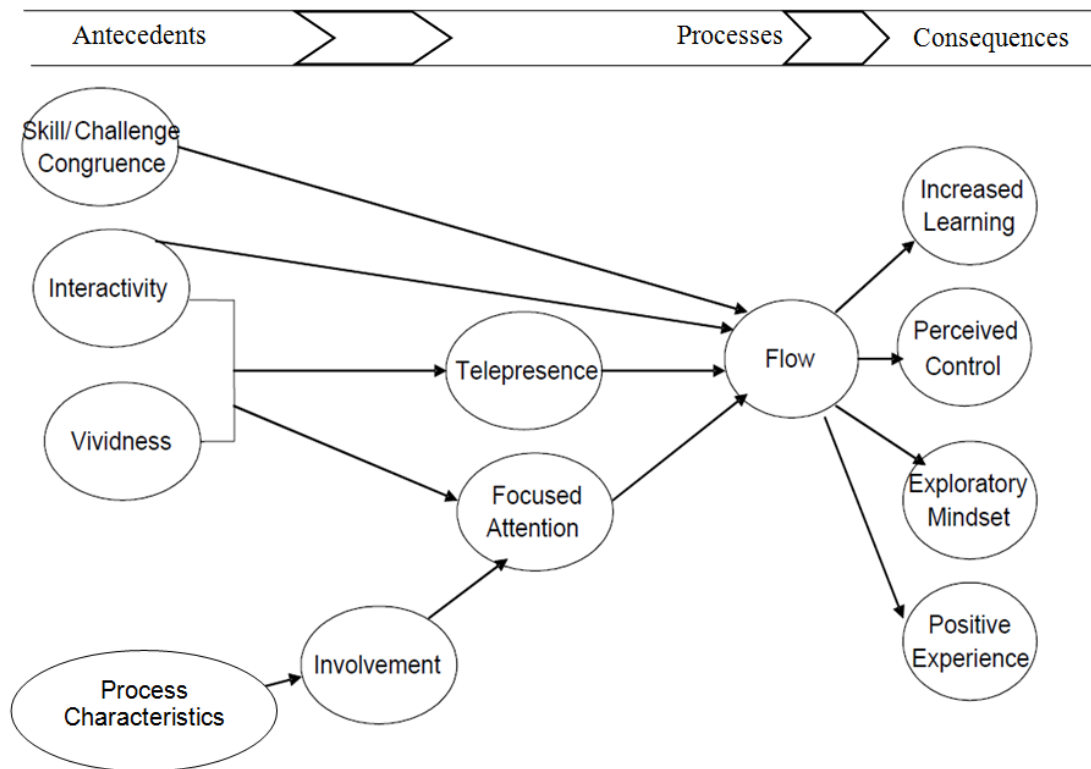 Antecedents
Processes
Consequences
Skill/ Challenge
Congruence
Increased
Learning
Interactivity
Perceived
Control
Telepresence
Flow
Vividness
Focused
Attention
Exploratory
Mindset
Involvement
Positive
Experience
Process
Characteristics